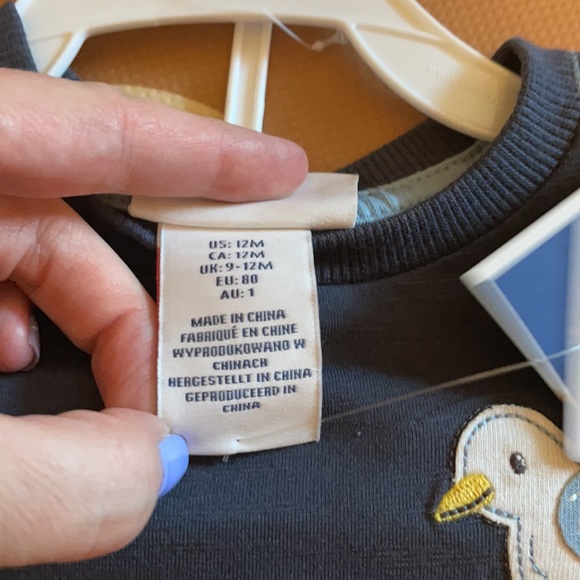 US: 12M
CA: 12M
UK: 9-12M
EU: 80
AU: 1
MADE IN CHINA
FABRIQUÉ EN CHINE
WYPRODUKOWANO W
CHINACH
HERGESTELLT IN CHINA
GEPRODUCEERD IN
CHINA